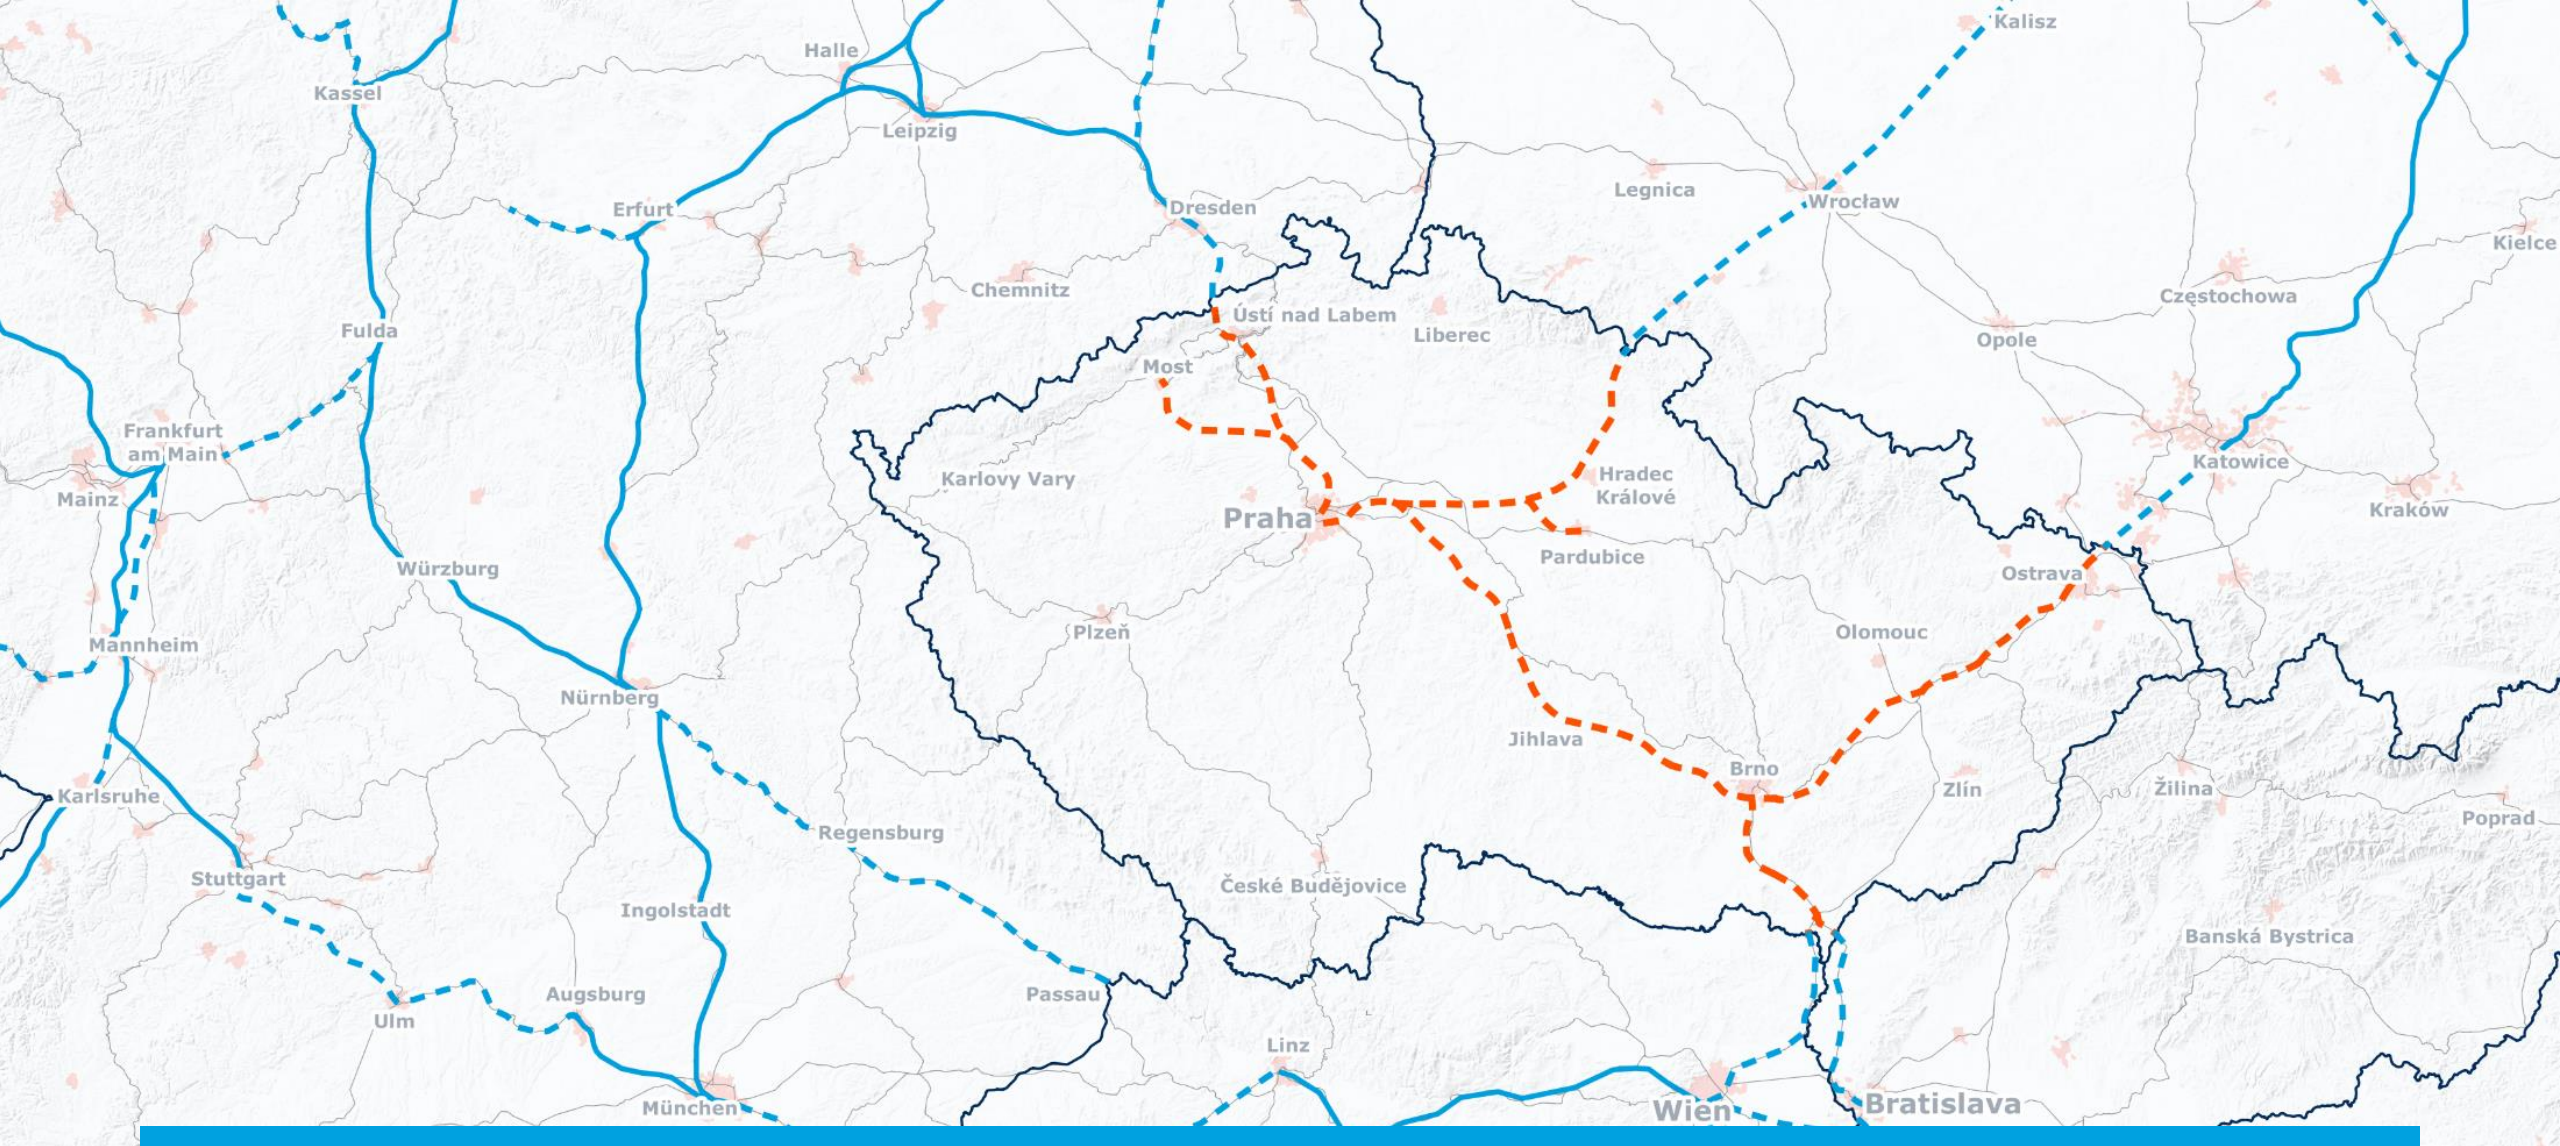 Kalisz
Halle
Kassel
Leipzig
Legnica
Wrocław
Erfurt
Dresden
Kielce
Chemnitz
Częstochowa
Ústí nad Labem
Fulda
Liberec
Opole
Most
Frankfurt
am Main
Katowice
Karlovy Vary
Hradec
Králové
Mainz
Kraków
Praha
Pardubice
Würzburg
Ostrava
Plzeň
Olomouc
Mannheim
Nürnberg
Jihlava
Brno
Zlín
Žilina
Karlsruhe
Poprad
Regensburg
Stuttgart
České Budějovice
Ingolstadt
Banská Bystrica
Augsburg
Passau
Ulm
Linz
München
Wien
Bratislava